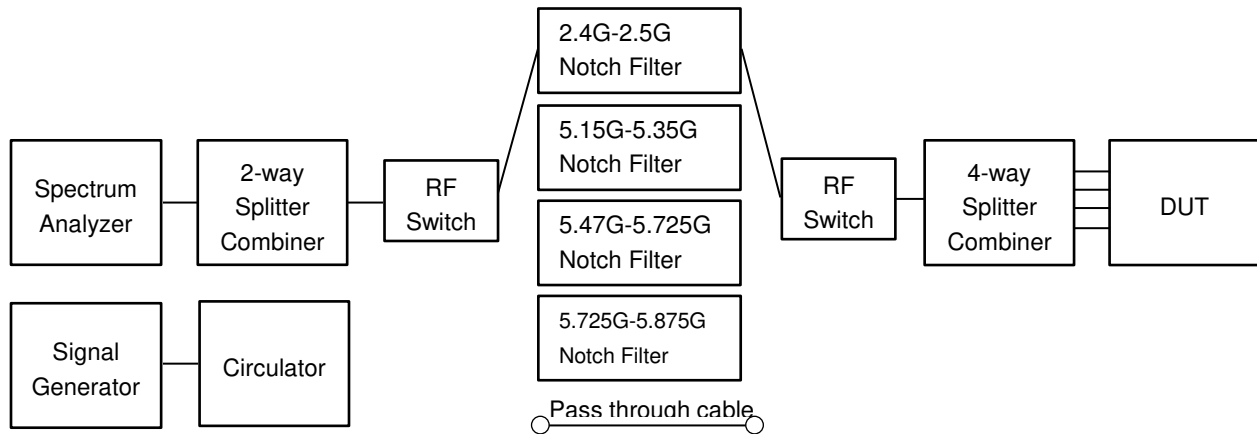 2.4G-2.5G
Notch Filter
5.15G-5.35G
Notch Filter
Spectrum
Analyzer
2-way
Splitter
Combiner
RF
Switch
5.47G-5.725G
Notch Filter
RF
Switch
4-way
Splitter
Combiner
DUT
5.725G-5.875G
Notch Filter
Signal
Generator
Circulator
Pass through cable